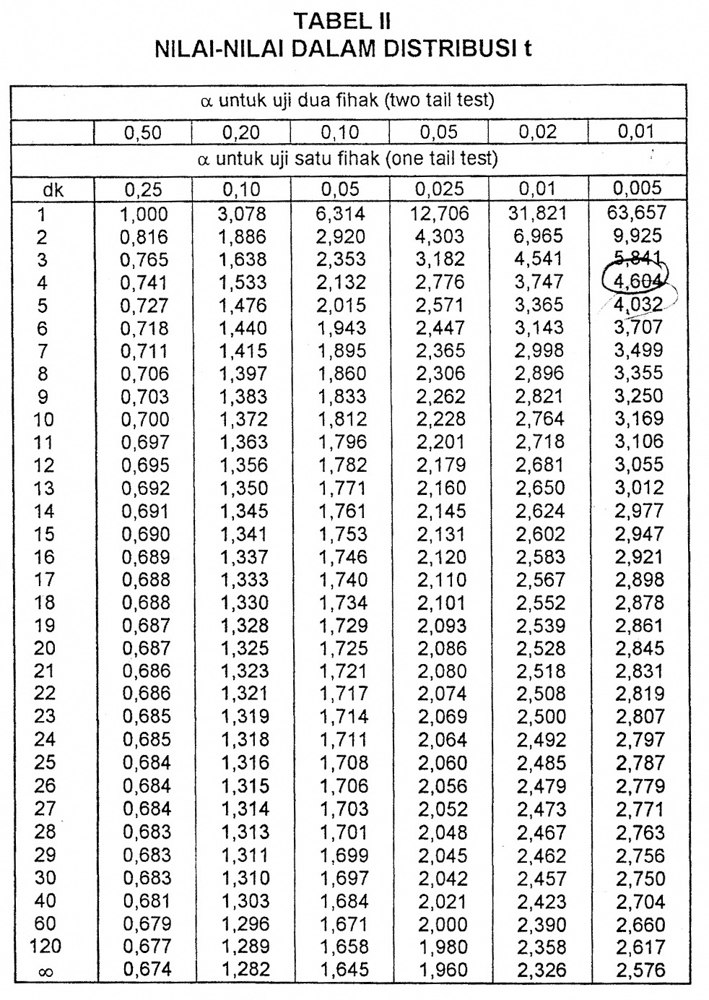 TABEL II
NILAI-NILAI DALAM DISTRIBUSI t
α untuk uji dua fihak (two tail test)
0,50 0,20 0,10 0,05 0,02 0,01
α untuk uji satu fihak (one tail test)
dk 0,25 0,10 0,05 0,025 0,01 0,005
1 1,000 3,078 6,314 12,706 31,821 63,657
2 0,816 1,886 2,920 4,303 6,965 9,925
3 0,765 1,638 2,353 3,182 4,541 5,841
4 0,741 1,533 2,132 2,776 3,747 4,604
5 0,727 1,476 2,015 2,571 3,365 4,032
6 0,718 1,440 1,943 2,447 3,143 3,707
7 0,711 1,415 1,895 2,365 2,998 3,499
8 0,706 1,397 1,860 2,306 2,896 3,355
9 0,703 1,383 1,833 2,262 2,821 3,250
10 0,700 1,372 1,812 2,228 2,764 3,169
11 0,697 1,363 1,796 2,201 2,718 3,106
12 0,695 1,356 1,782 2,179 2,681 3,055
13 0,692 1,350 1,771 2,160 2,650 3,012
14 0,691 1,345 1,761 2,145 2,624 2,977
15 0,690 1,341 1,753 2,131 2,602 2,947
16 0,689 1,337 1,746 2,120 2,583 2,921
17 0,688 1,333 1,740 2,110 2,567 2,898
18 0,688 1,330 1,734 2,101 2,552 2,878
19 0,687 1,328 1,729 2,093 2,539 2,861
20 0,687 1,325 1,725 2,086 2,528 2,845
21 0,686 1,323 1,721 2,080 2,518 2,831
22 0,686 1,321 1,717 2,074 2,508 2,819
23 0,685 1,319 1,714 2,069 2,500 2,807
24 0,685 1,318 1,711 2,064 2,492 2,797
25 0,684 1,316 1,708 2,060 2,485 2,787
26 0,684 1,315 1,706 2,056 2,479 2,779
27 0,684 1,314 1,703 2,052 2,473 2,771
28 0,683 1,313 1,701 2,048 2,467 2,763
29 0,683 1,311 1,699 2,045 2,462 2,756
30 0,683 1,310 1,697 2,042 2,457 2,750
40 0,681 1,303 1,684 2,021 2,423 2,704
60 0,679 1,296 1,671 2,000 2,390 2,660
120 0,677 1,289 1,658 1,980 2,358 2,617
∞ 0,674 1,282 1,645 1,960 2,326 2,576